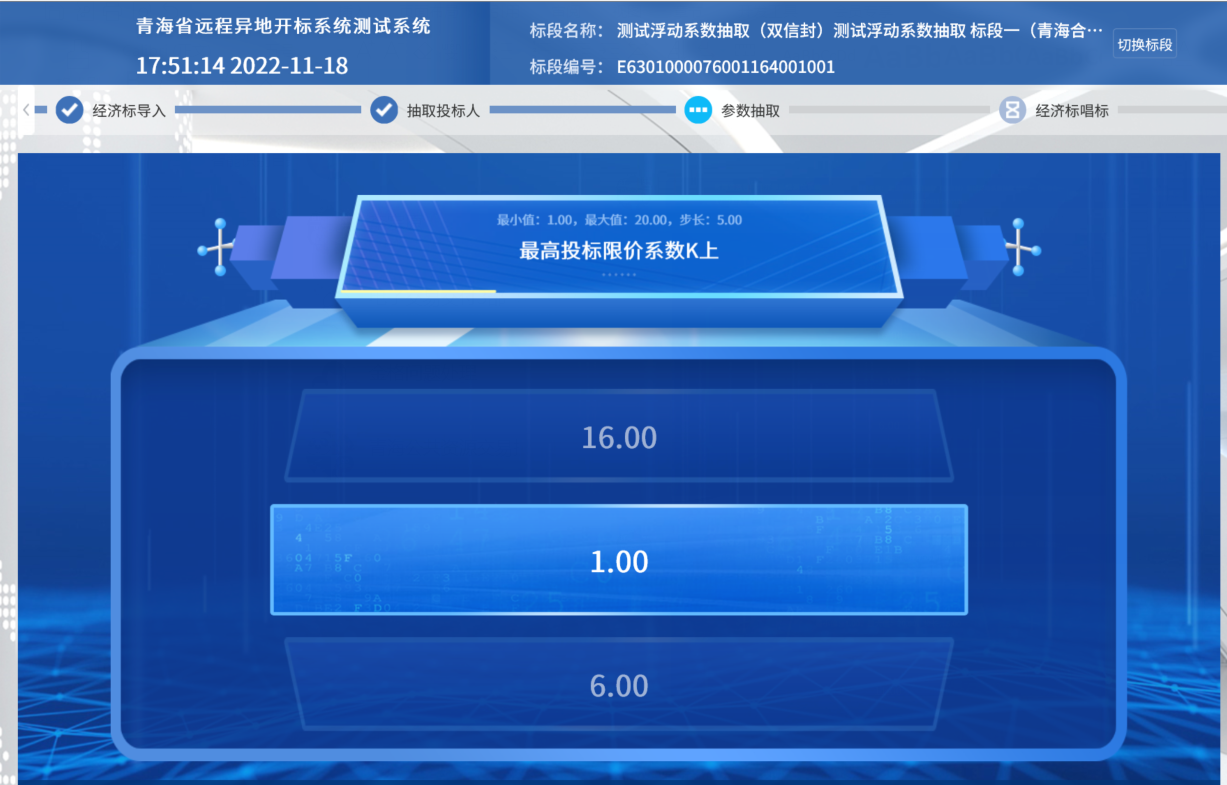 青海省远程异地开标系统测试系统
17:51:14 2022-11-18
标段名称： 测试浮动系数抽取（双信封）测试浮动系数抽取 标段一（青海合…
标段编号： E6301000076001164001001
切换标段
经济标导入
抽取投标人
参数抽取
经济标唱标
最小值：1.00，最大值：20.00，步长：5.00
最高投标限价系数K上
16.00
1.00
6.00